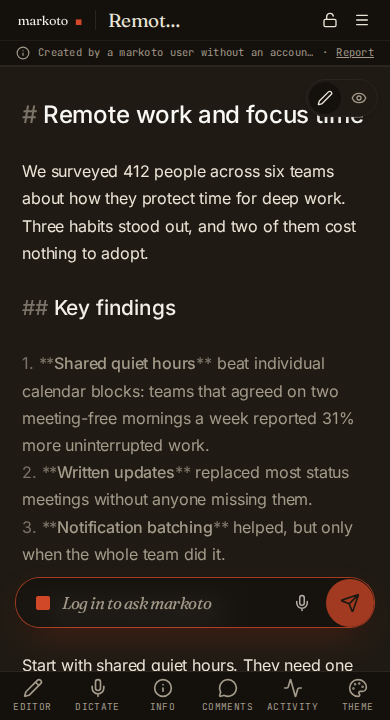 markoto
Remot...
Created by a markoto user without an accoun… · Report
# Remote work and focus time
We surveyed 412 people across six teams
about how they protect time for deep work.
Three habits stood out, and two of them cost
nothing to adopt.
## Key findings
1. **Shared quiet hours** beat individual
calendar blocks: teams that agreed on two
meeting-free mornings a week reported 31%
more uninterrupted work.
2. **Written updates** replaced most status
meetings without anyone missing them.
3. **Notification batching** helped, but only
when the whole team did it.
Log in to ask markoto
Start with shared quiet hours. They need one
EDITOR DICTATE INFO COMMENTS ACTIVITY THEME